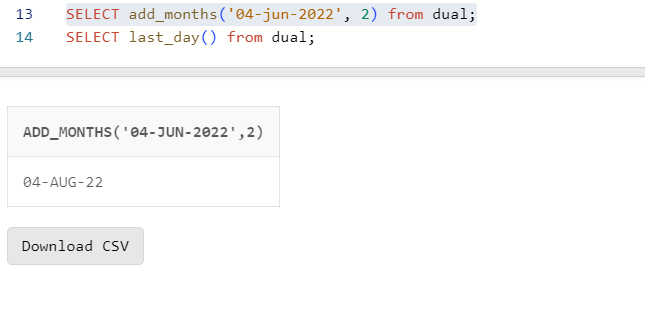 13 SELECT add_months('04-jun-2022', 2) from dual;
14 SELECT last_day() from dual;
ADD_MONTHS('04-JUN-2022',2)
04-AUG-22
Download CSV